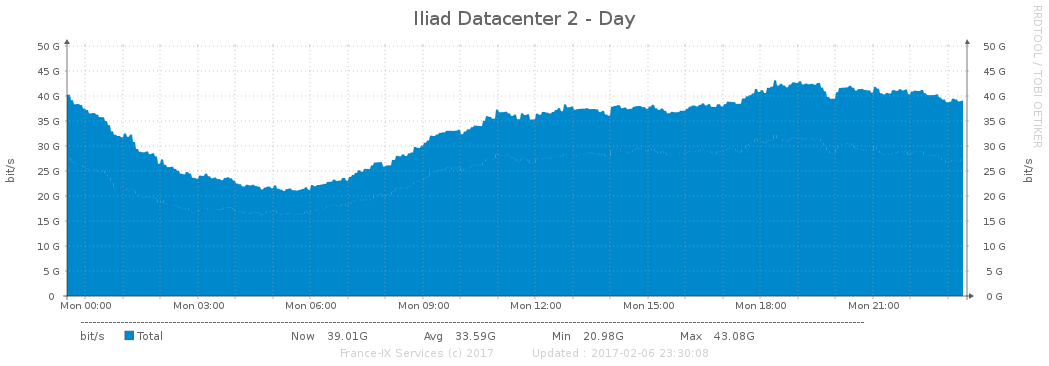 Iliad Datacenter 2 - Day
RRDTOOL / TOBI OETIKER
bit/s
50 G 50 G
45 G 45 G
40 G 40 G
35 G 35 G
30 G 30 G
25 G 25 G
20 G 20 G
15 G 15 G
10 G 10 G
5 G 5 G
0 0 G
bit/s
Mon 00:00 Mon 03:00 Mon 06:00 Mon 09:00 Mon 12:00 Mon 15:00 Mon 18:00 Mon 21:00
bit/s Total Now 39.01G Avg 33.59G Min 20.98G Max 43.08G
France-IX Services (c) 2017 Updated : 2017-02-06 23:30:08